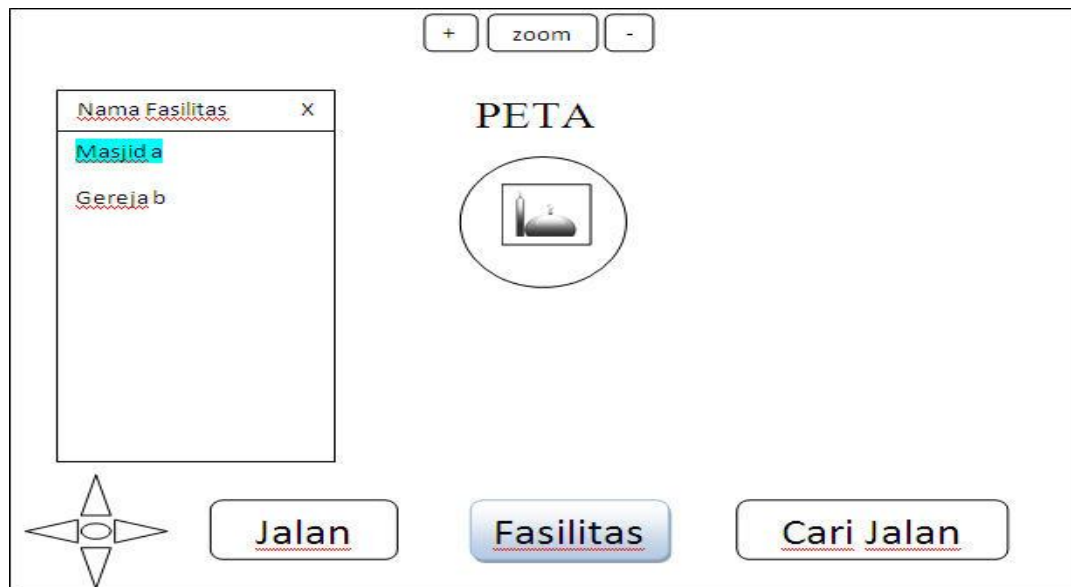 + zoom -
Nama Fasilitas X
PETA
Masjid a
Gereja b
Jalan Fasilitas Cari Jalan